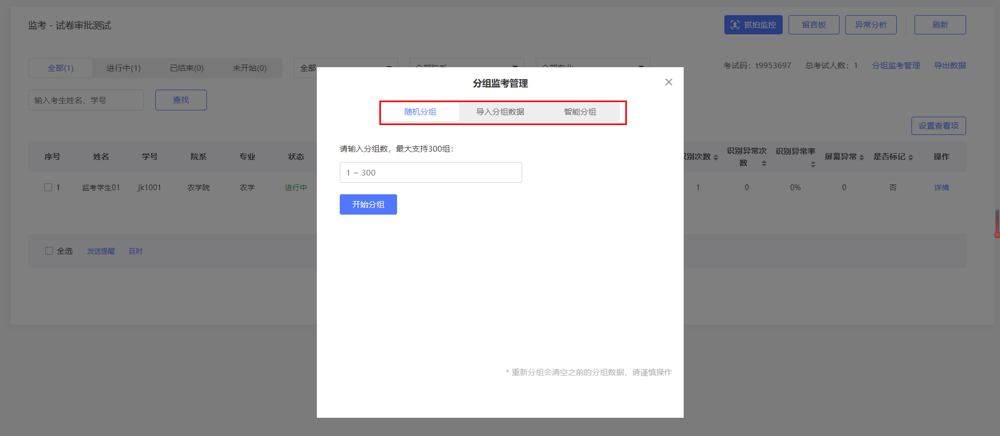 监考 - 试卷审批测试
抓拍监控
留言板
异常分析
刷新
全部(1)
进行中(1)
已结束(0)
未开始(0)
全部
全部院系
全部专业
考试码：t9953697
总考试人数：1
分组监考管理
导出数据
输入考生姓名、学号
查找
设置查看项
序号
姓名
学号
院系
专业
状态
识别次数
识别异常次数
识别异常率
屏幕异常
是否标记
操作
1
监考学生01
jk1001
农学院
农学
进行中
1
0
0%
0
否
详情
全选
发送提醒
延时
分组监考管理
随机分组
导入分组数据
智能分组
请输入分组数，最大支持300组：
1 ~ 300
开始分组
* 重新分组会清空之前的分组数据，请谨慎操作